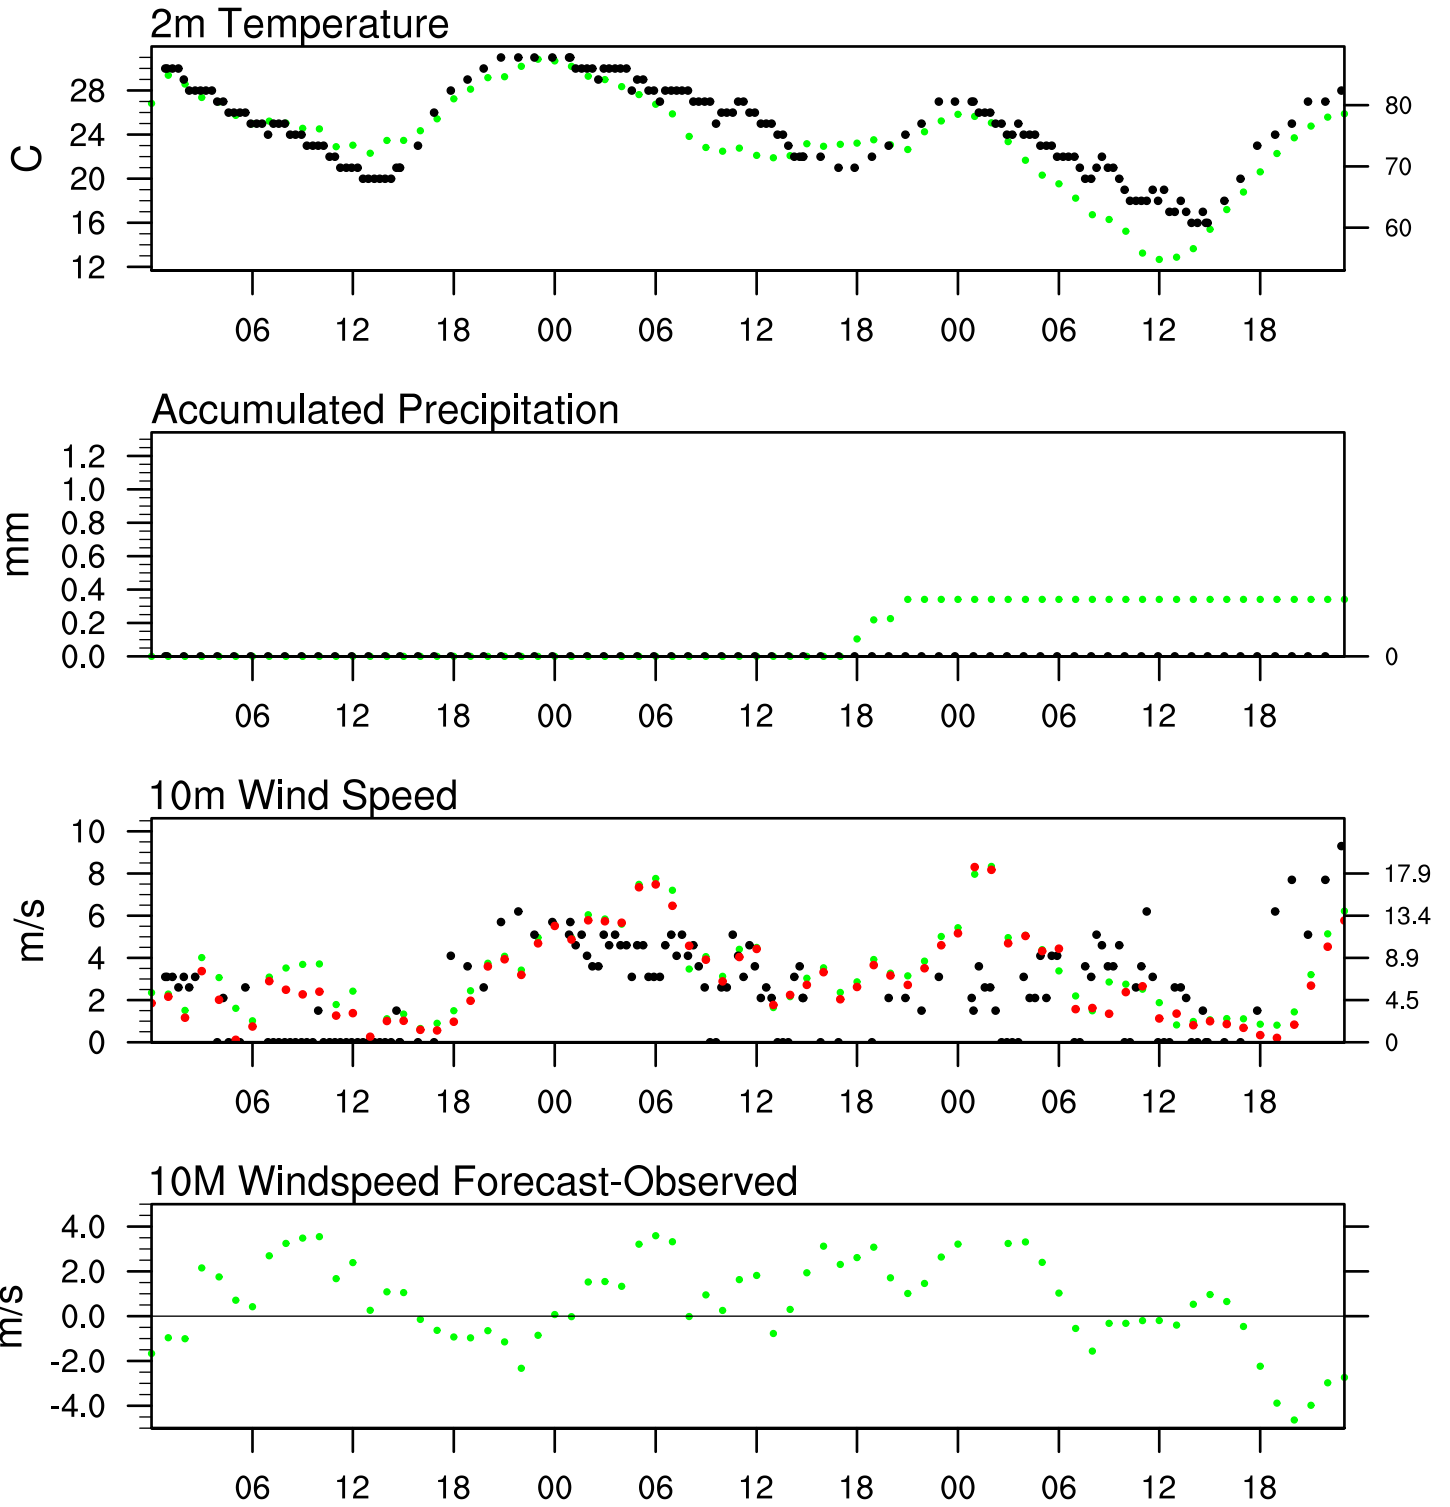 2m Temperature
C
28
24
20
16
12
80
70
60
06 12 18 00 06 12 18 00 06 12 18
Accumulated Precipitation
mm
1.2
1.0
0.8
0.6
0.4
0.2
0.0
0
06 12 18 00 06 12 18 00 06 12 18
10m Wind Speed
m/s
10
8
6
4
2
0
17.9
13.4
8.9
4.5
0
06 12 18 00 06 12 18 00 06 12 18
10M Windspeed Forecast-Observed
m/s
4.0
2.0
0.0
-2.0
-4.0
06 12 18 00 06 12 18 00 06 12 18